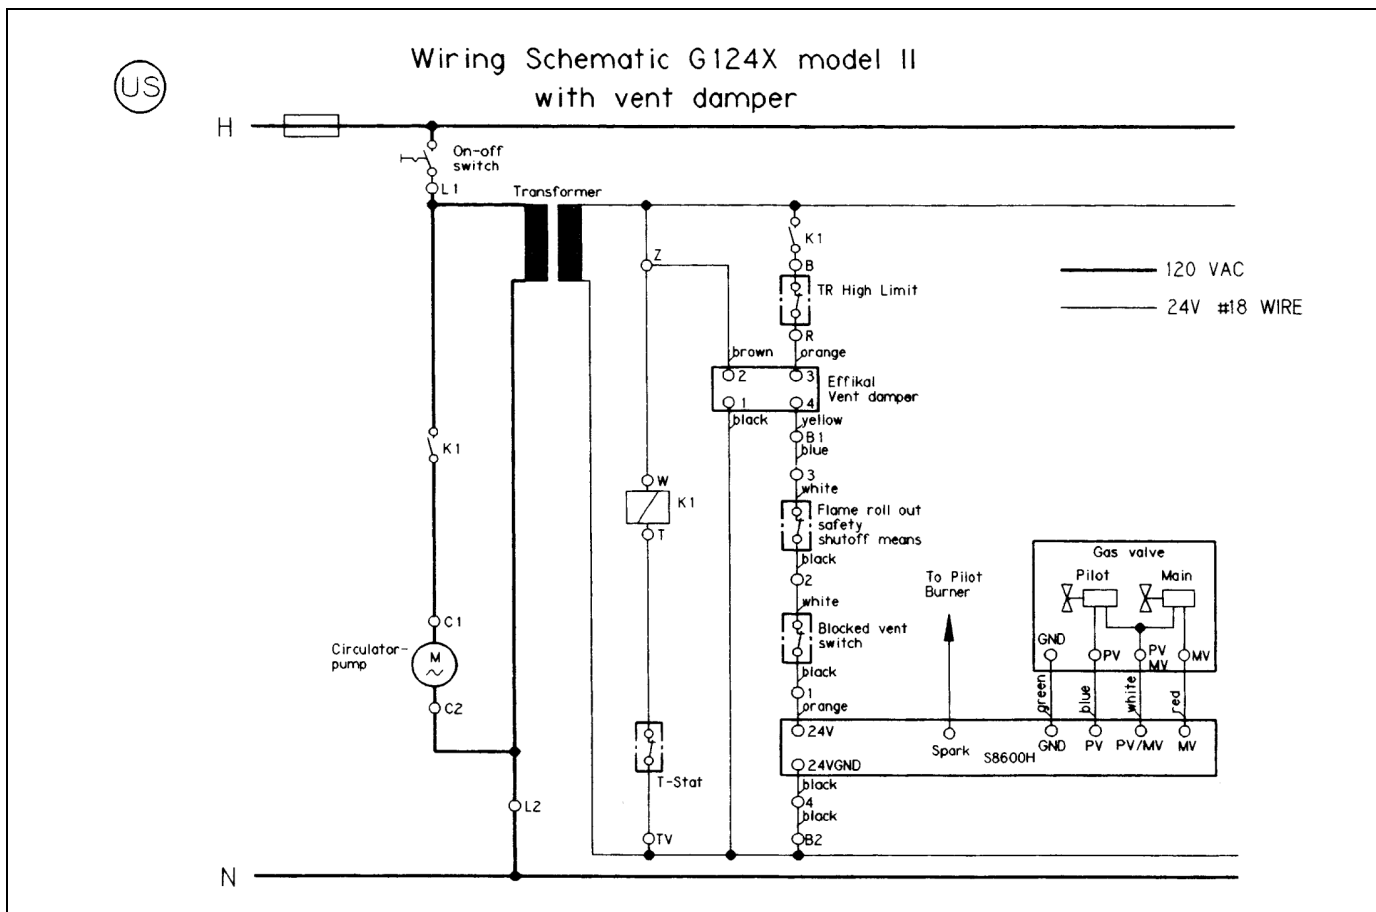 US
Wiring Schematic G124X model II
with vent damper
H
On-off
switch
L1
Transformer
K1
Z
B
120 VAC
TR High Limit
24V #18 WIRE
R
brown
orange
2
3
Effikal
Vent damper
1
4
black
yellow
B1
K1
blue
3
W
white
K1
Flame roll out
safety
shutoff means
T
black
Gas valve
2
To Pilot
Burner
Pilot
Main
white
C1
Blocked vent
switch
GND
Circulator-
pump
M
PV
PV
MV
MV
black
1
green
blue
white
red
C2
orange
24V
Spark
GND
PV
PV/MV
MV
S8600H
24VGND
T-Stat
black
4
L2
black
TV
B2
N